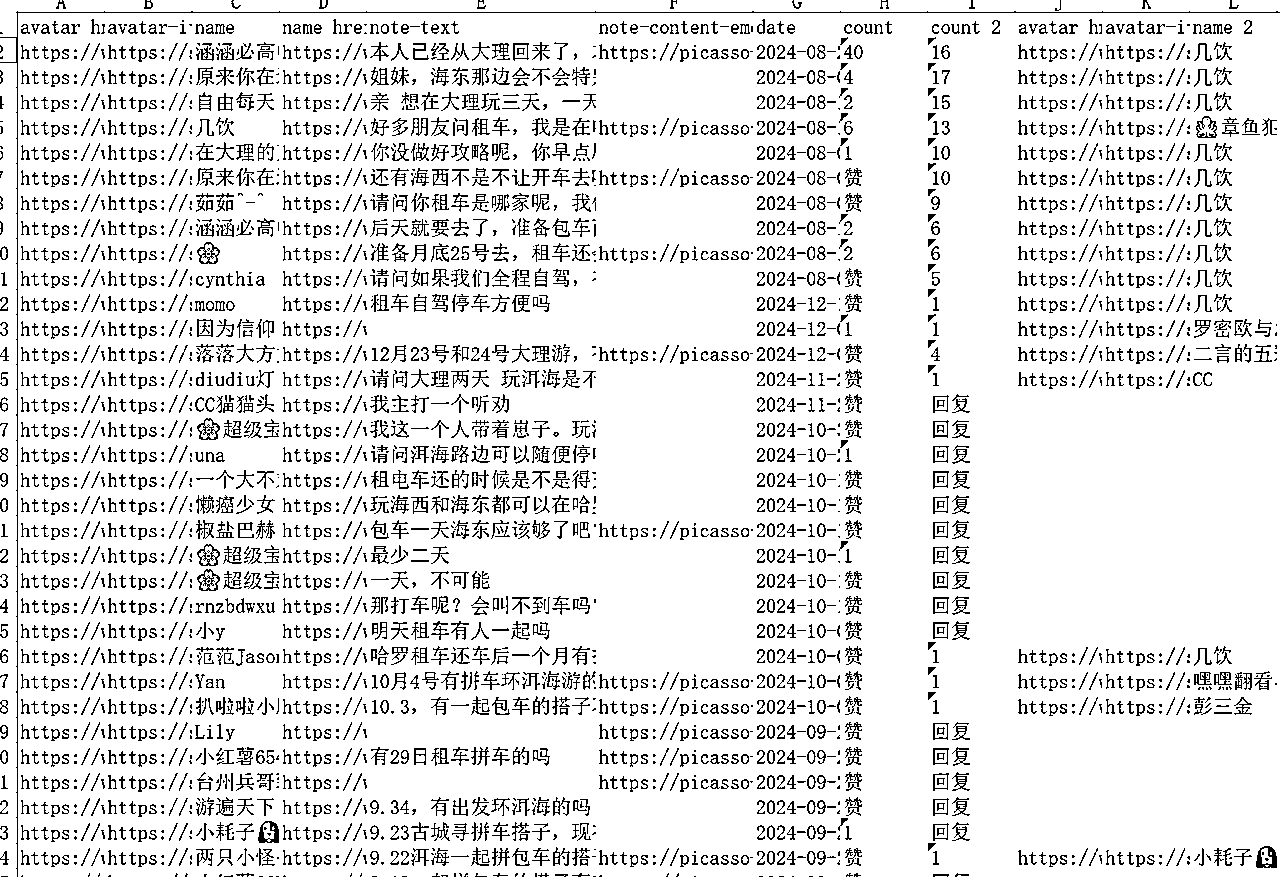 A B C D E F G H I J K L
avatar h avatar-i name name hre note-text note-content-em date count count 2 avatar h avatar-i name 2
2 https:// https:// 涵涵必高 https:// 本人已经从大理回来了, https://picasso 2024-08- 40 16 https:// https:// 几饮
3 https:// https:// 原来你在 https:// 姐妹，海东那边会不会特 2024-08- 4 17 https:// https:// 几饮
4 https:// https:// 自由每天 https:// 亲 想在大理玩三天，一天 2024-08- 2 15 https:// https:// 几饮
5 https:// https:// 几饮 https:// 好多朋友问租车，我是在 https://picasso 2024-08- 6 13 https:// https:// 章鱼犯
6 https:// https:// 在大理的 https:// 你没做好攻略呢，你早点 2024-08- 1 10 https:// https:// 几饮
7 https:// https:// 原来你在 https:// 还有海西不是不让开车去 https://picasso 2024-08- 赞 10 https:// https:// 几饮
8 https:// https:// 茹茹^-^ https:// 请问你租车是哪家呢，我 2024-08- 赞 9 https:// https:// 几饮
9 https:// https:// 涵涵必高 https:// 后天就要去了，准备包车 2024-08- 2 6 https:// https:// 几饮
0 https:// https:// https:// 准备月底25号去，租车还 https://picasso 2024-08- 2 6 https:// https:// 几饮
1 https:// https:// cynthia https:// 请问如果我们全程自驾， 2024-08- 赞 5 https:// https:// 几饮
2 https:// https:// momo https:// 租车自驾停车方便吗 2024-12- 赞 1 https:// https:// 几饮
3 https:// https:// 因为信仰 https:// 2024-12- 1 1 https:// https:// 罗密欧与
4 https:// https:// 落落大方 https:// 12月23号和24号大理游， https://picasso 2024-12- 赞 4 https:// https:// 二言的五
5 https:// https:// diudiu灯 https:// 请问大理两天 玩洱海是不 2024-11- 赞 1 https:// https:// CC
6 https:// https:// CC猫猫头 https:// 我主打一个听劝 2024-11- 赞 回复
7 https:// https:// 超级宝 https:// 我这一个人带着崽子。玩 2024-10- 赞 回复
8 https:// https:// una https:// 请问洱海路边可以随便停 2024-10- 1 回复
9 https:// https:// 一个大不 https:// 租电车还的时候是不是得 2024-10- 赞 回复
0 https:// https:// 懒癌少女 https:// 玩海西和海东都可以在哈 2024-10- 赞 回复
1 https:// https:// 椒盐巴赫 https:// 包车一天海东应该够了吧 https://picasso 2024-10- 赞 回复
2 https:// https:// 超级宝 https:// 最少二天 2024-10- 1 回复
3 https:// https:// 超级宝 https:// 一天，不可能 2024-10- 赞 回复
4 https:// https:// rnzbdwxu https:// 那打车呢？会叫不到车吗 2024-10- 赞 回复
5 https:// https:// 小y https:// 明天租车有人一起吗 2024-10- 赞 回复
6 https:// https:// 范范Jaso https:// 哈罗租车还车后一个月有 2024-10- 赞 1 https:// https:// 几饮
7 https:// https:// Yan https:// 10月4号有拼车环洱海游的 https://picasso 2024-10- 赞 1 https:// https:// 嘿嘿翻看
8 https:// https:// 扒啦啦小 https:// 10.3，有一起包车的搭子 https://picasso 2024-10- 赞 1 https:// https:// 彭三金
9 https:// https:// Lily https:// https://picasso 2024-09- 赞 回复
0 https:// https:// 小红薯65 https:// 有29日租车拼车的吗 https://picasso 2024-09- 赞 回复
1 https:// https:// 台州兵哥 https:// https://picasso 2024-09- 赞 回复
2 https:// https:// 游遍天下 https:// 9.34，有出发环洱海的吗 2024-09- 赞 回复
3 https:// https:// 小耗子 https:// 9.23古城寻拼车搭子，现 2024-09- 1 回复
4 https:// https:// 两只小怪 https:// 9.22洱海一起拼包车的搭 https://picasso 2024-09- 赞 1 https:// https:// 小耗子